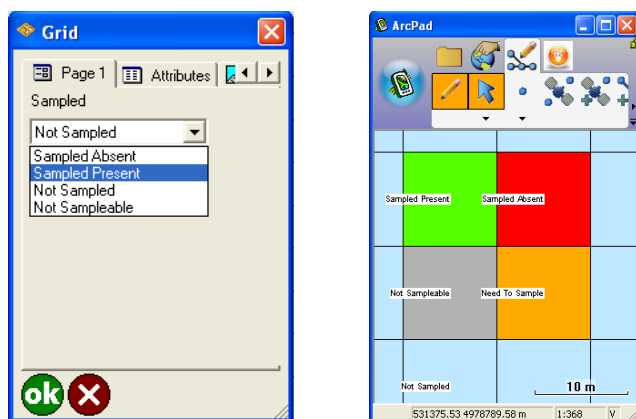 Grid
Page 1
Attributes
Sampled
Not Sampled
Sampled Absent
Sampled Present
Not Sampled
Not Sampleable
ok
ArcPad
Sampled Present
Sampled Absent
Not Sampleable
Need To Sample
Not Sampled
10 m
531375.53 4978789.58 m
1:368
V